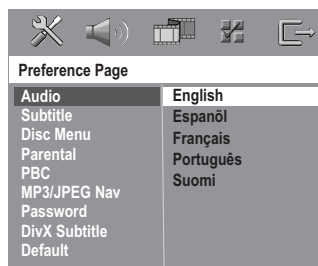 Preference Page
Audio
Subtitle
Disc Menu
Parental
PBC
MP3/JPEG Nav
Password
DivX Subtitle
Default
English
Espanõl
Français
Português
Suomi